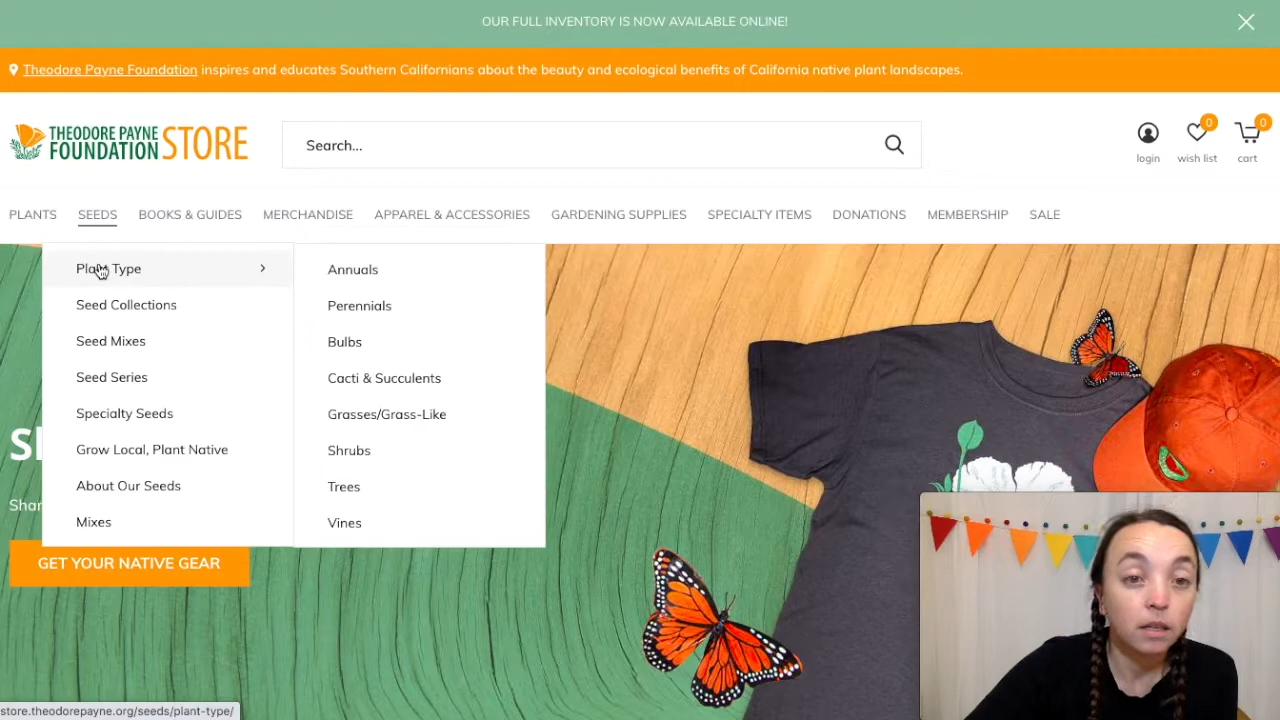 OUR FULL INVENTORY IS NOW AVAILABLE ONLINE!
Theodore Payne Foundation inspires and educates Southern Californians about the beauty and ecological benefits of California native plant landscapes.
THEODORE PAYNE
FOUNDATION STORE
Search...
0
0
login
wish list
cart
PLANTS
SEEDS
BOOKS & GUIDES
MERCHANDISE
APPAREL & ACCESSORIES
GARDENING SUPPLIES
SPECIALTY ITEMS
DONATIONS
MEMBERSHIP
SALE
Plant Type
Seed Collections
Seed Mixes
Seed Series
Specialty Seeds
Grow Local, Plant Native
About Our Seeds
Mixes
Annuals
Perennials
Bulbs
Cacti & Succulents
Grasses/Grass-Like
Shrubs
Trees
Vines
GET YOUR NATIVE GEAR
store.theodorepayne.org/seeds/plant-type/